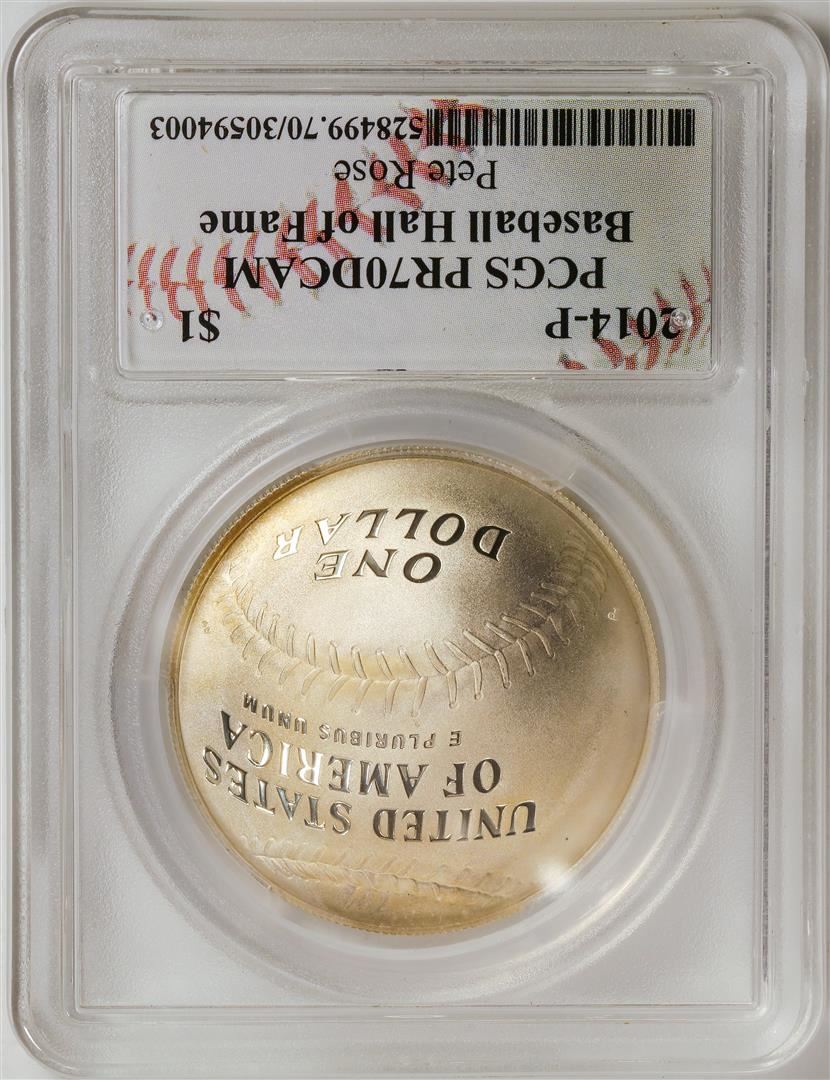 2014-P $1
PCGS PR70DCAM
Baseball Hall of Fame
Pete Rose
528499.70/30594003
UNITED STATES
OF AMERICA
E PLURIBUS UNUM
P
ONE
DOLLAR